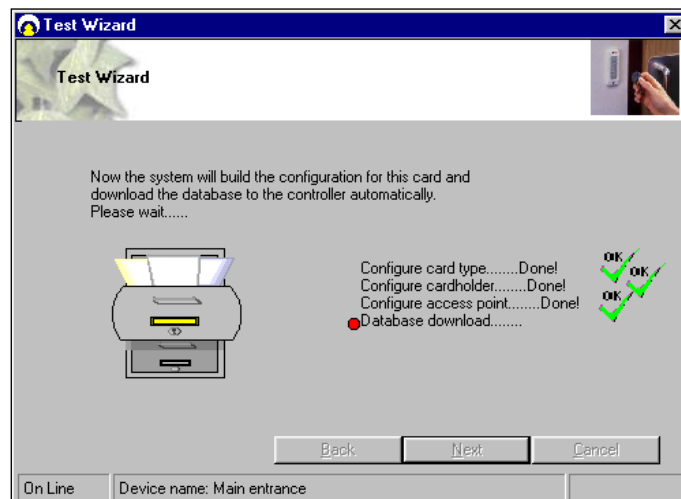 Test Wizard
Test Wizard
Now the system will build the configuration for this card and
download the database to the controller automatically.
Please wait......
Configure card type.......Done!
Configure cardholder........Done!
Configure access point........Done!
Database download........
OK
OK
OK
Back
Next
Cancel
On Line
Device name: Main entrance